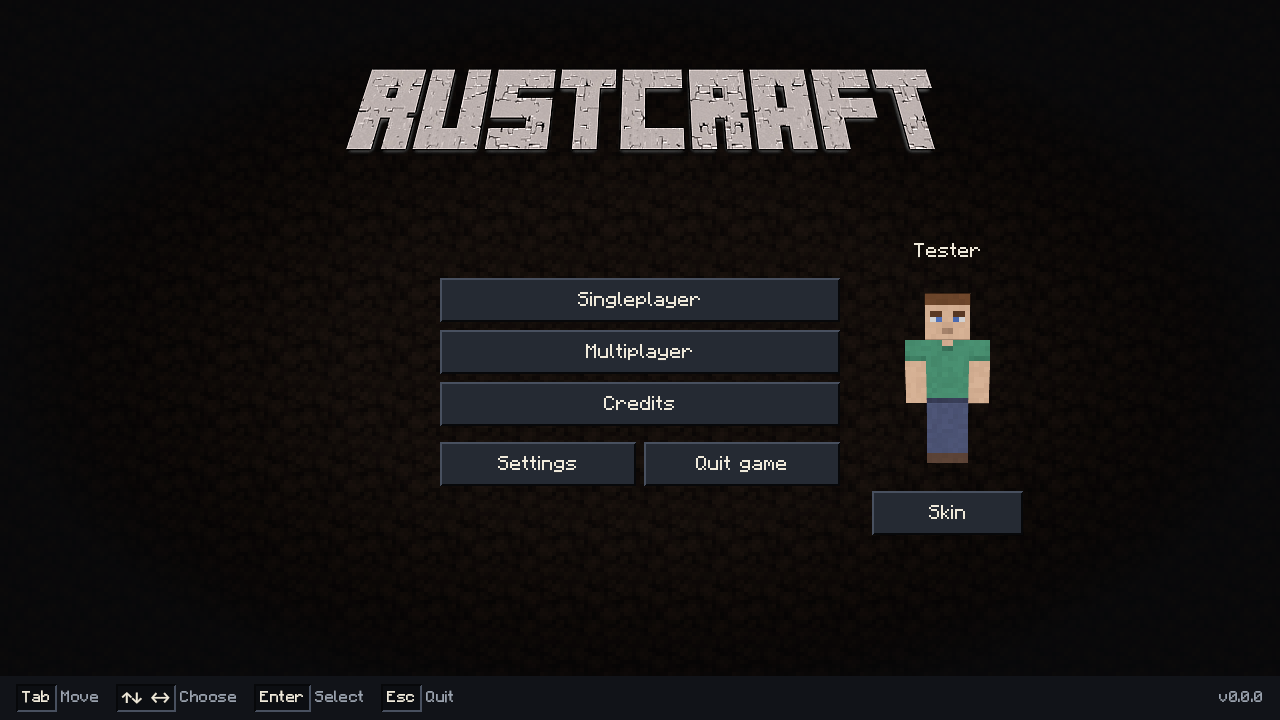 RUSTCRAFT
Tester
Singleplayer
Multiplayer
Credits
Settings
Quit game
Skin
Tab Move ↑↓ ↔ Choose Enter Select Esc Quit
v0.0.0